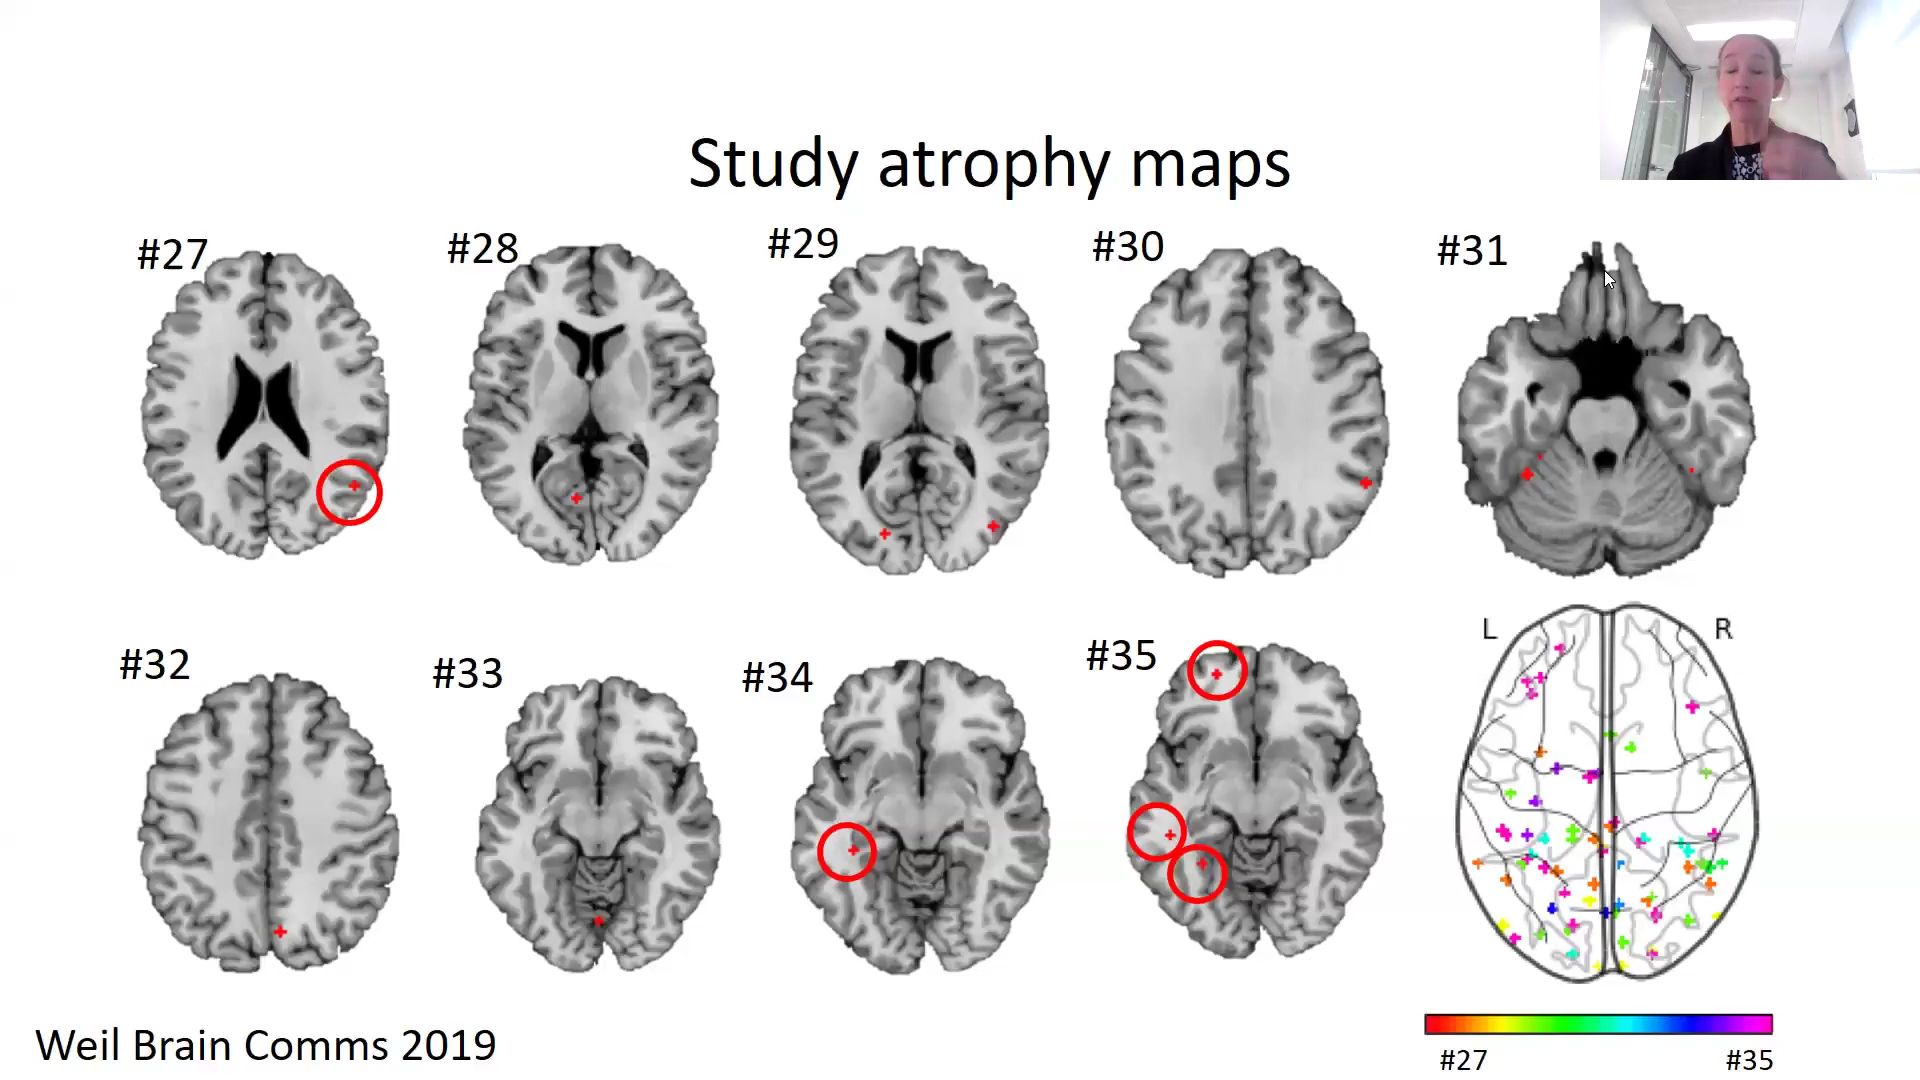 Study atrophy maps
#27
#28
#29
#30
#31
#32
#33
#34
#35
L
R
#27
#35
Weil Brain Comms 2019